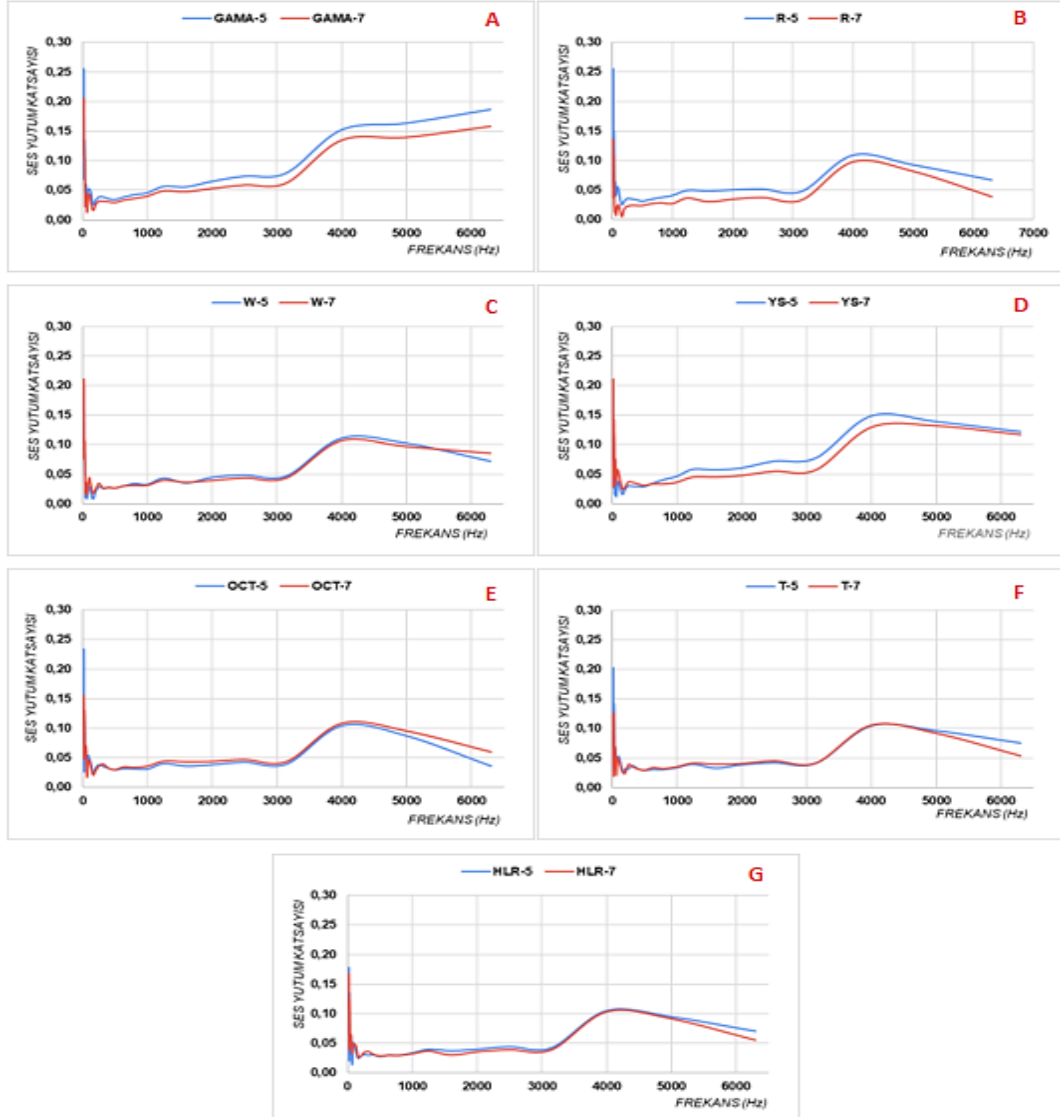 GAMA-5 GAMA-7 A
SES YUTUM KATSAYISI
0,30
0,25
0,20
0,15
0,10
0,05
0,00
0 1000 2000 3000 4000 5000 6000
FREKANS (Hz)
R-5 R-7 B
SES YUTUM KATSAYISI
0,30
0,25
0,20
0,15
0,10
0,05
0,00
0 1000 2000 3000 4000 5000 6000 7000
FREKANS (Hz)
W-5 W-7 C
SES YUTUM KATSAYISI
0,30
0,25
0,20
0,15
0,10
0,05
0,00
0 1000 2000 3000 4000 5000 6000
FREKANS (Hz)
YS-5 YS-7 D
SES YUTUM KATSAYISI
0,30
0,25
0,20
0,15
0,10
0,05
0,00
0 1000 2000 3000 4000 5000 6000
FREKANS (Hz)
OCT-5 OCT-7 E
SES YUTUM KATSAYISI
0,30
0,25
0,20
0,15
0,10
0,05
0,00
0 1000 2000 3000 4000 5000 6000
FREKANS (Hz)
T-5 T-7 F
SES YUTUM KATSAYISI
0,30
0,25
0,20
0,15
0,10
0,05
0,00
0 1000 2000 3000 4000 5000 6000
FREKANS (Hz)
HLR-5 HLR-7 G
SES YUTUM KATSAYISI
0,30
0,25
0,20
0,15
0,10
0,05
0,00
0 1000 2000 3000 4000 5000 6000
FREKANS (Hz)